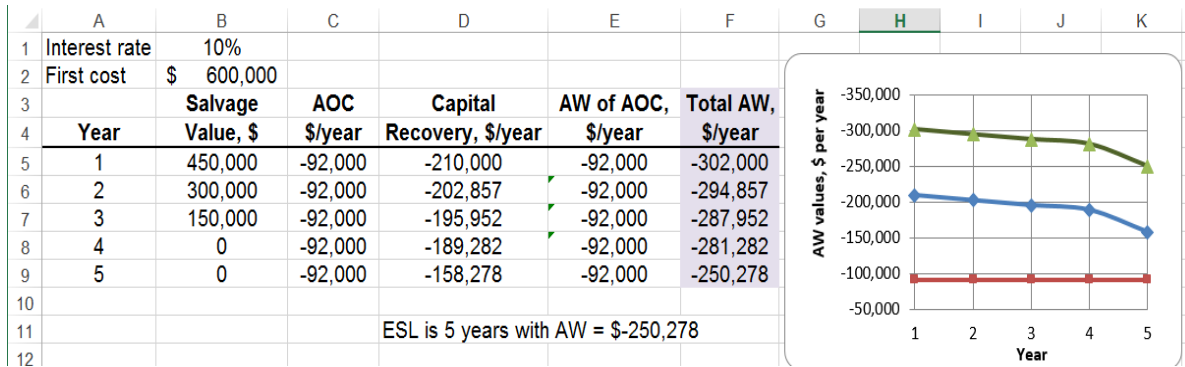 A B C D E F G H I J K
1 Interest rate 10%
2 First cost $ 600,000
3 Salvage AOC Capital AW of AOC, Total AW,
4 Year Value, $ $/year Recovery, $/year $/year $/year
5 1 450,000 -92,000 -210,000 -92,000 -302,000
6 2 300,000 -92,000 -202,857 -92,000 -294,857
7 3 150,000 -92,000 -195,952 -92,000 -287,952
8 4 0 -92,000 -189,282 -92,000 -281,282
9 5 0 -92,000 -158,278 -92,000 -250,278
10
11 ESL is 5 years with AW = $-250,278
12
AW values, $ per year
-350,000
-300,000
-250,000
-200,000
-150,000
-100,000
-50,000
1 2 3 4 5
Year